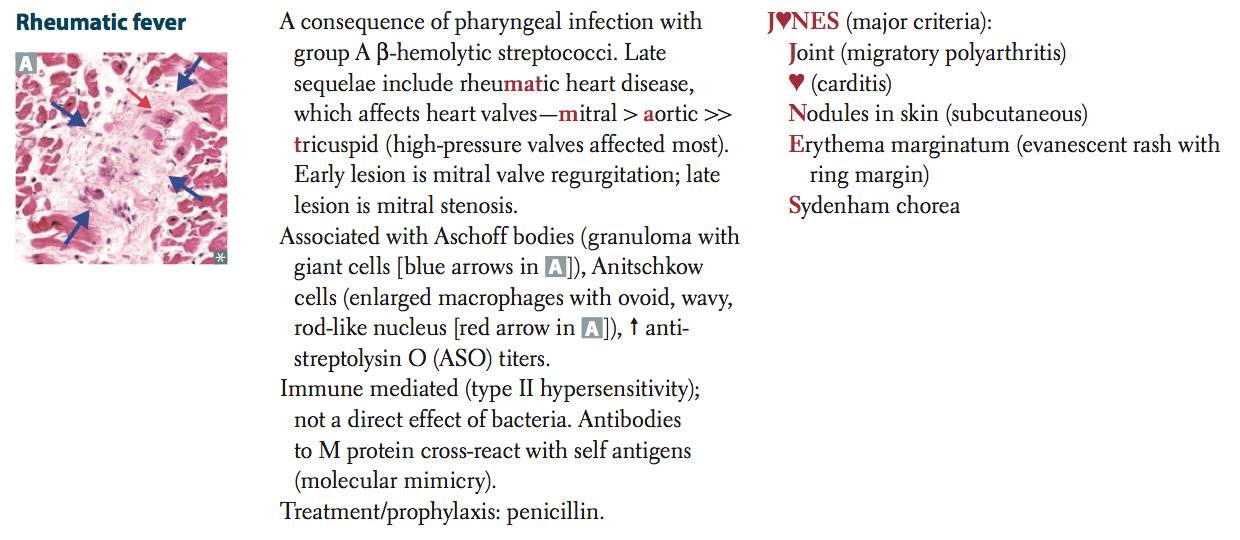 Rheumatic fever
A
*
A consequence of pharyngeal infection with
group A β-hemolytic streptococci. Late
sequelae include rheumatic heart disease,
which affects heart valves—mitral > aortic >>
tricuspid (high-pressure valves affected most).
Early lesion is mitral valve regurgitation; late
lesion is mitral stenosis.
Associated with Aschoff bodies (granuloma with
giant cells [blue arrows in A]), Anitschkow
cells (enlarged macrophages with ovoid, wavy,
rod-like nucleus [red arrow in A]), ↑ anti-
streptolysin O (ASO) titers.
Immune mediated (type II hypersensitivity);
not a direct effect of bacteria. Antibodies
to M protein cross-react with self antigens
(molecular mimicry).
Treatment/prophylaxis: penicillin.
J♥NES (major criteria):
Joint (migratory polyarthritis)
♥ (carditis)
Nodules in skin (subcutaneous)
Erythema marginatum (evanescent rash with
ring margin)
Sydenham chorea